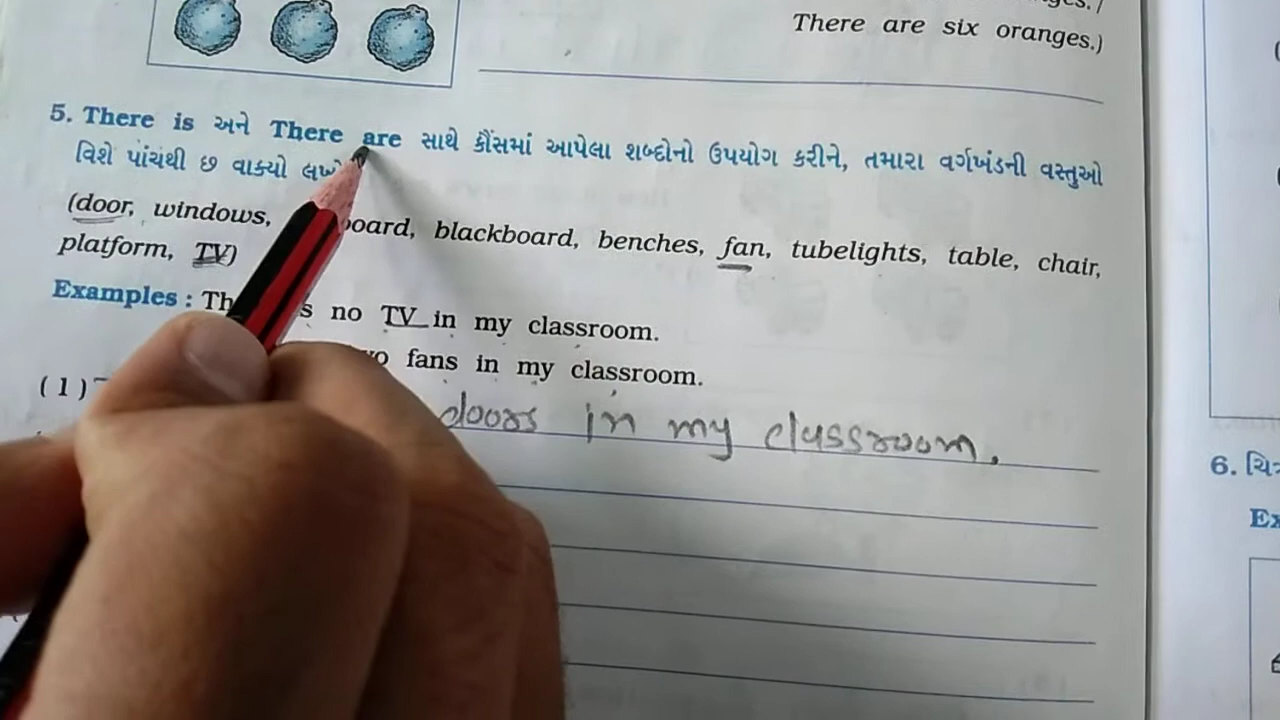 There are six oranges.)
5. There is અને There are સાથે કૌંસમાં આપેલા શબ્દોનો ઉપયોગ કરીને, તમારા વર્ગખંડની વસ્તુઓ
વિશે પાંચથી છ વાક્યો
(door, windows, blackboard, benches, fan, tubelights, table, chair,
platform, TV)
Examples : no TV in my classroom.
fans in my classroom.
(1) doors in my classroom.
6.